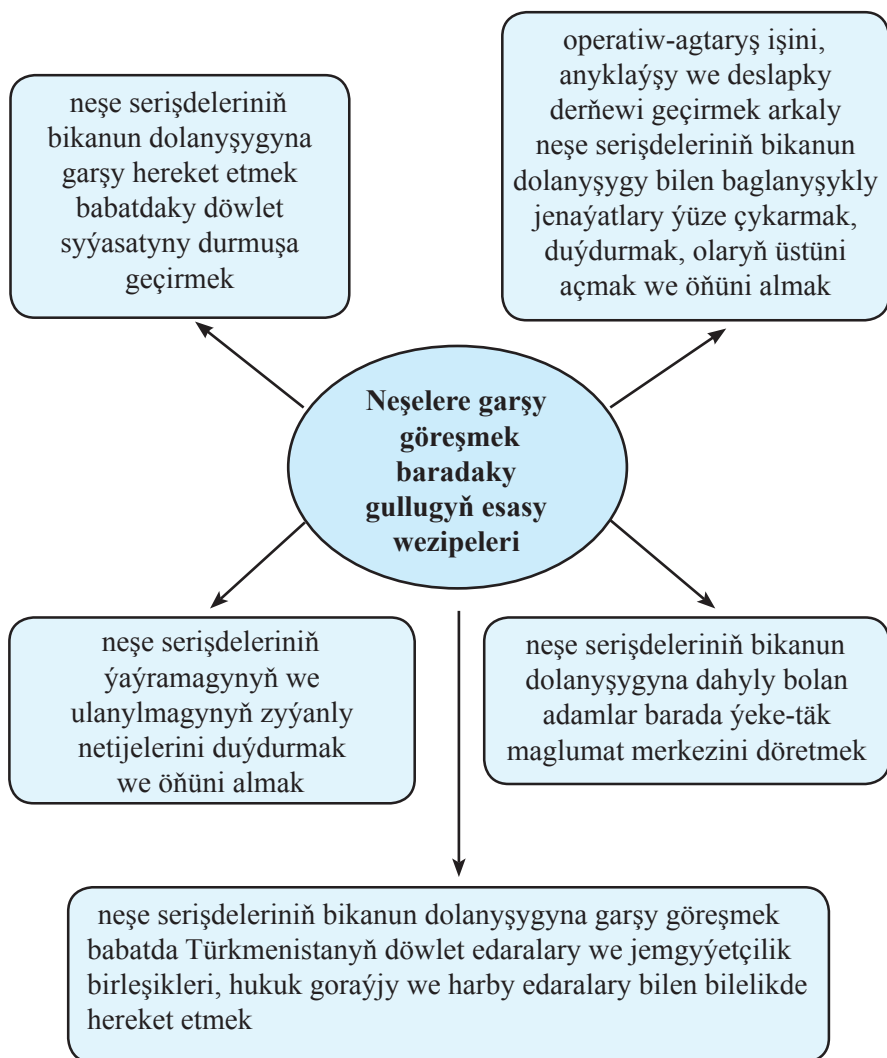 neşe serişdeleriniň
bikanun dolanyşygyna
garşy hereket etmek
babatdaky döwlet
syýasatyny durmuşa
geçirmek
operatiw-agtaryş işini,
anyklaýşy we deslapky
derňewi geçirmek arkaly
neşe serişdeleriniň bikanun
dolanyşygy bilen baglanyşykly
jenaýatlary ýüze çykarmak,
duýdurmak, olaryň üstüni
açmak we öňüni almak
Neşelere garşy
göreşmek
baradaky
gullugyň esasy
wezipeleri
neşe serişdeleriniň
ýaýramagynyň we
ulanylmagynyň zyýanly
netijelerini duýdurmak
we öňüni almak
neşe serişdeleriniň bikanun
dolanyşygyna dahyly bolan
adamlar barada ýeke-täk
maglumat merkezini döretmek
neşe serişdeleriniň bikanun dolanyşygyna garşy göreşmek
babatda Türkmenistanyň döwlet edaralary we jemgyýetçilik
birleşikleri, hukuk goraýjy we harby edaralary bilen bilelikde
hereket etmek